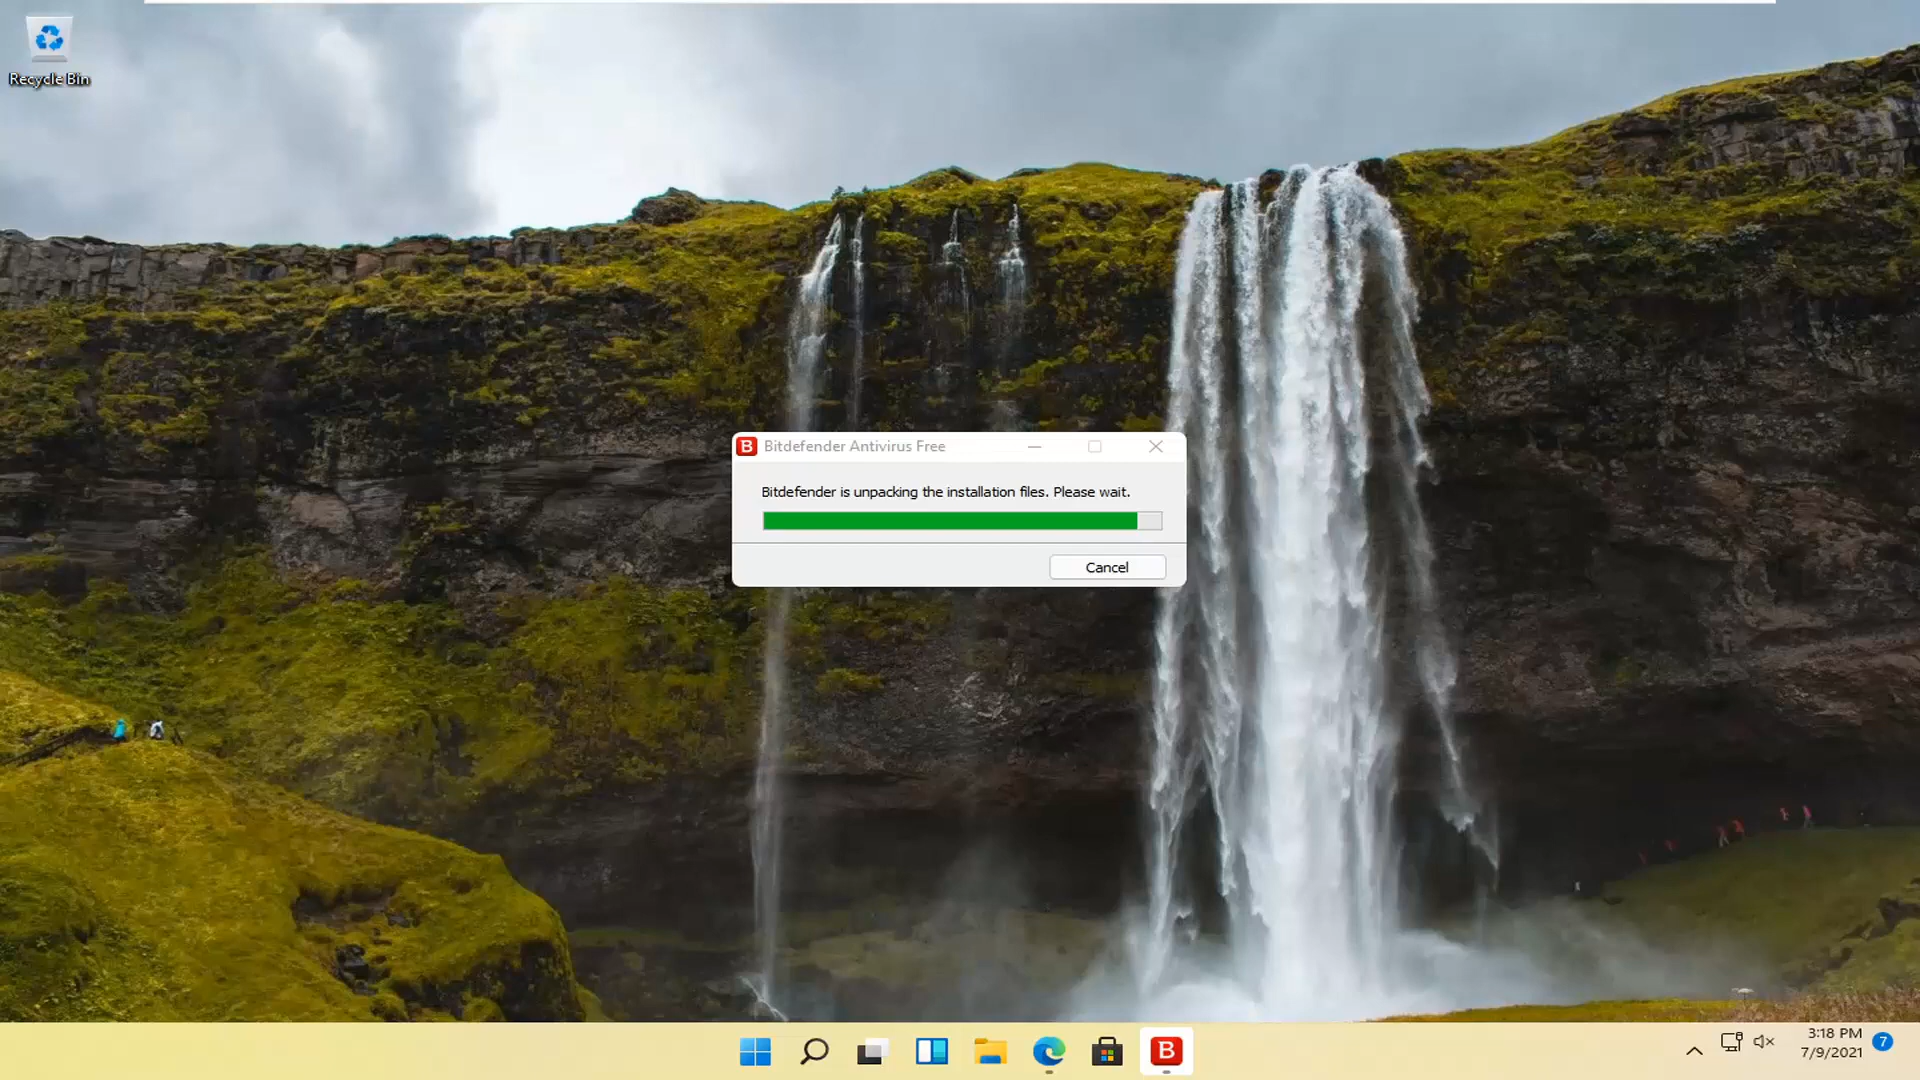 Recycle Bin
B Bitdefender Antivirus Free
Bitdefender is unpacking the installation files. Please wait.
Cancel
B
3:18 PM
7/9/2021
7